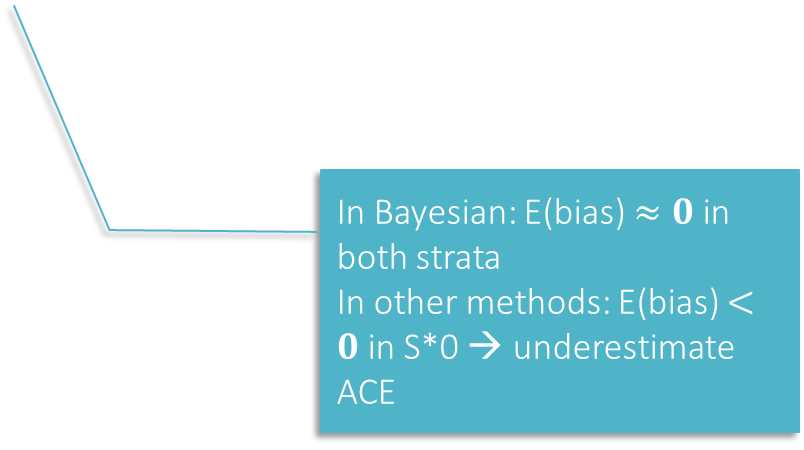 In Bayesian: E(bias) ≈ 0 in
both strata
In other methods: E(bias) <
0 in S*0 → underestimate
ACE